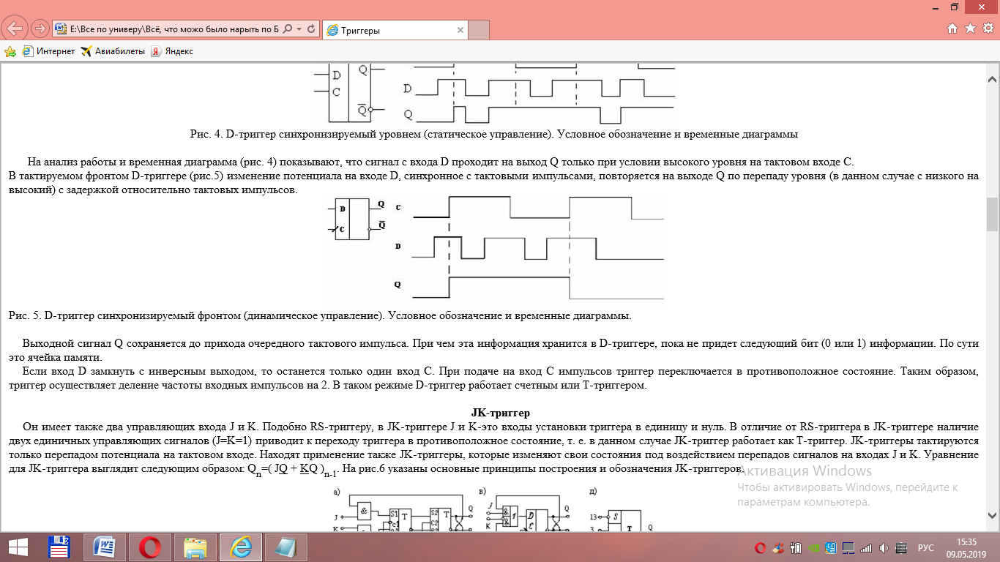 E:\Все по универу\Всё, что можо было нарыть по Б
Триггеры
Интернет Авиабилеты Яндекс
D Q
C
Q
D
Q
Рис. 4. D-триггер синхронизируемый уровнем (статическое управление). Условное обозначение и временные диаграммы
На анализ работы и временная диаграмма (рис. 4) показывают, что сигнал с входа D проходит на выход Q только при условии высокого уровня на тактовом входе С.
В тактируемом фронтом D-триггере (рис.5) изменение потенциала на входе D, синхронное с тактовыми импульсами, повторяется на выходе Q по перепаду уровня (в данном случае с низкого на
высокий) с задержкой относительно тактовых импульсов.
D Q
C Q
C
D
Q
Рис. 5. D-триггер синхронизируемый фронтом (динамическое управление). Условное обозначение и временные диаграммы.
Выходной сигнал Q сохраняется до прихода очередного тактового импульса. При чем эта информация хранится в D-триггере, пока не придет следующий бит (0 или 1) информации. По сути
это ячейка памяти.
Если вход D замкнуть с инверсным выходом, то останется только один вход С. При подаче на вход С импульсов триггер переключается в противоположное состояние. Таким образом,
триггер осуществляет деление частоты входных импульсов на 2. В таком режиме D-триггер работает счетным или Т-триггером.
JK-триггер
Он имеет также два управляющих входа J и K. Подобно RS-триггеру, в JK-триггере J и K-это входы установки триггера в единицу и нуль. В отличие от RS-триггера в JK-триггере наличие
двух единичных управляющих сигналов (J=K=1) приводит к переходу триггера в противоположное состояние, т. е. в данном случае JK-триггер работает как Т-триггер. JK-триггеры тактируются
только перепадом потенциала на тактовом входе. Находят применение также JK-триггеры, которые изменяют свои состояния под воздействием перепадов сигналов на входах J и K. Уравнение
для JK-триггера выглядит следующим образом: Qn=( JQ + KQ )n-1. На рис.6 указаны основные принципы построения и обозначения JK-триггеров.
Активация Windows
Чтобы активировать Windows, перейдите к
параметрам компьютера.
а) в) д)
J & S1 T S2 T Q
K C1 C2
J & 1 D Q
K & C
13 S T Q
3
РУС
15:35
09.05.2019